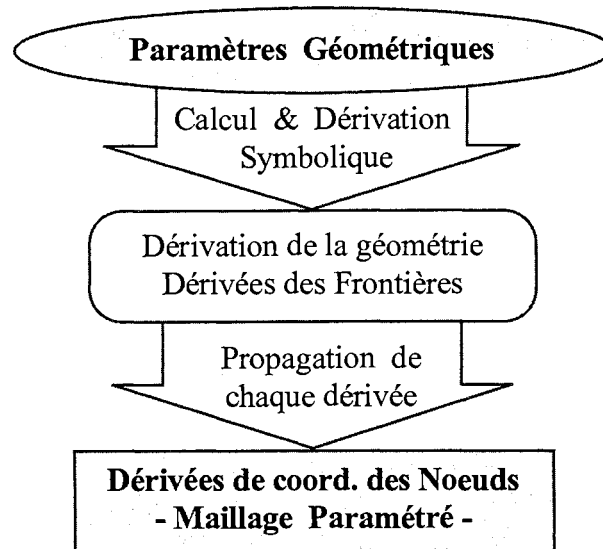 Paramètres Géométriques
Calcul & Dérivation
Symbolique
Dérivation de la géométrie
Dérivées des Frontières
Propagation de
chaque dérivée
Dérivées de coord. des Noeuds
- Maillage Paramétré -